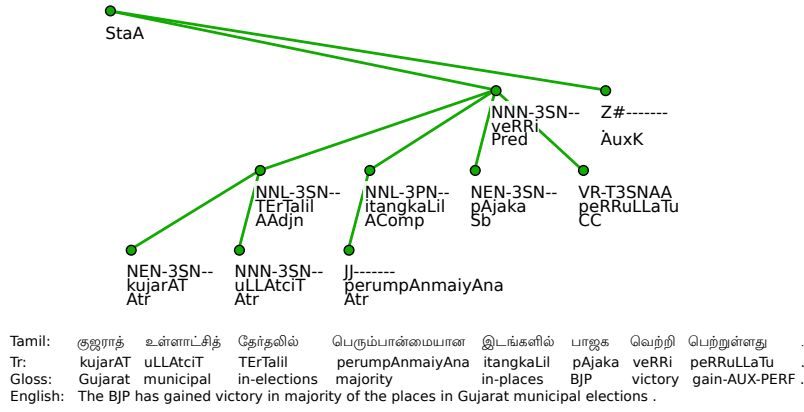 StaA
NNN-3SN-- Z#-------
veRRi .
Pred AuxK
NNL-3SN-- NNL-3PN-- NEN-3SN-- VR-T3SNAA
TErTalil itangkaLil pAjaka peRRuLLaTu
AAdjn AComp Sb CC
NEN-3SN-- NNN-3SN-- JJ-------
kujarAT uLLAtciT perumpAnmaiyAna
Atr Atr Atr
Tamil: குஜராத் உள்ளாட்சித் தேர்தலில் பெரும்பான்மையான இடங்களில் பாஜக வெற்றி பெற்றுள்ளது .
Tr: kujarAT uLLAtciT TErTalil perumpAnmaiyAna itangkaLil pAjaka veRRi peRRuLLaTu .
Gloss: Gujarat municipal in-elections majority in-places BJP victory gain-AUX-PERF .
English: The BJP has gained victory in majority of the places in Gujarat municipal elections .